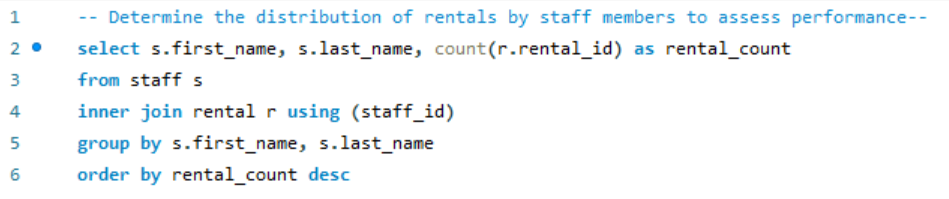 1 -- Determine the distribution of rentals by staff members to assess performance--
2 select s.first_name, s.last_name, count(r.rental_id) as rental_count
3 from staff s
4 inner join rental r using (staff_id)
5 group by s.first_name, s.last_name
6 order by rental_count desc